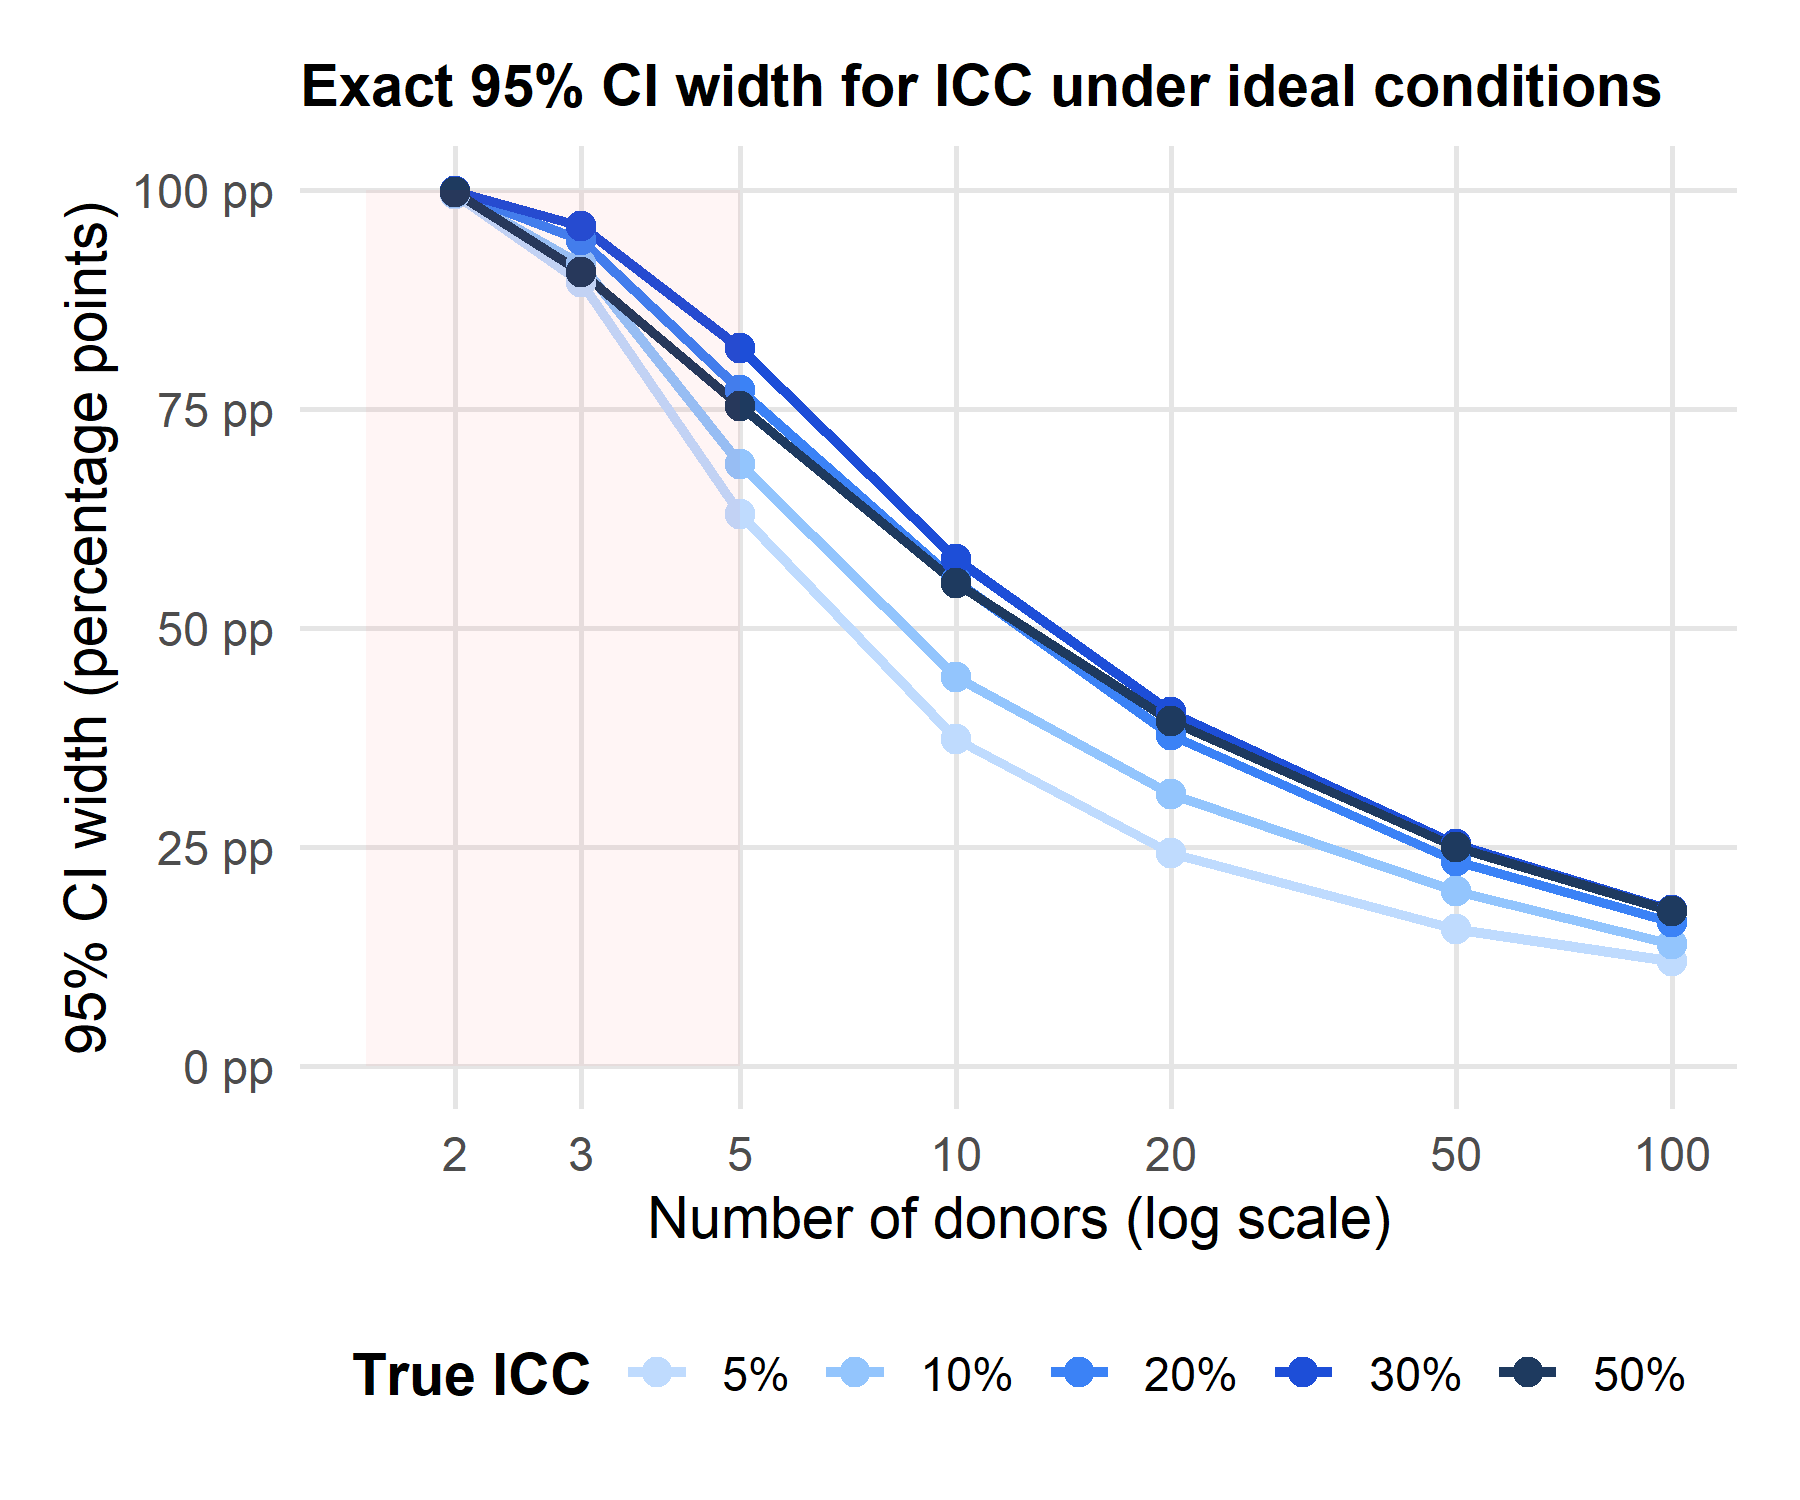 Exact 95% CI width for ICC under ideal conditions
95% CI width (percentage points)
100 pp
75 pp
50 pp
25 pp
0 pp
2 3 5 10 20 50 100
Number of donors (log scale)
True ICC 5% 10% 20% 30% 50%